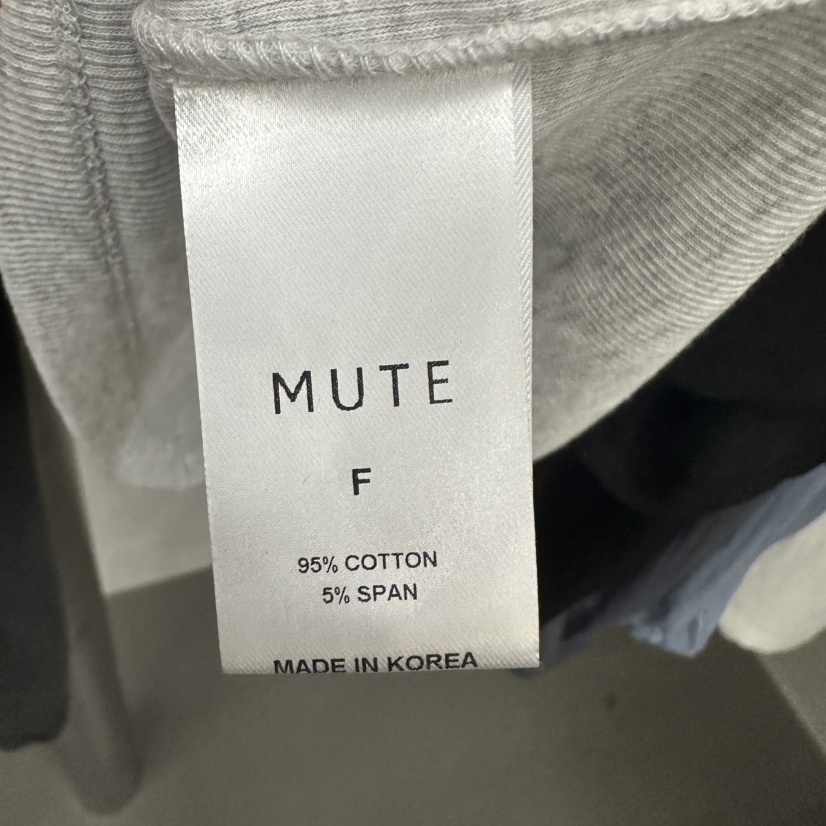 MUTE
F
95% COTTON
5% SPAN
MADE IN KOREA